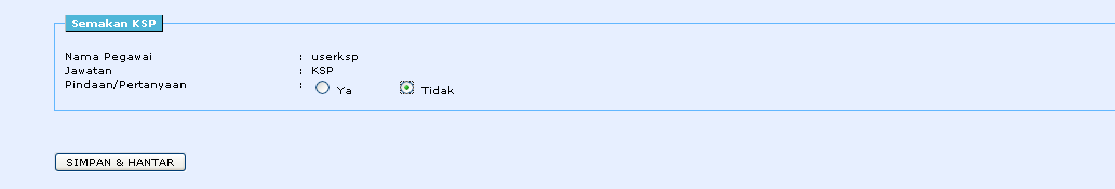 Semakan KSP
Nama Pegawai : userksp
Jawatan : KSP
Pindaan/Pertanyaan : Ya Tidak
SIMPAN & HANTAR